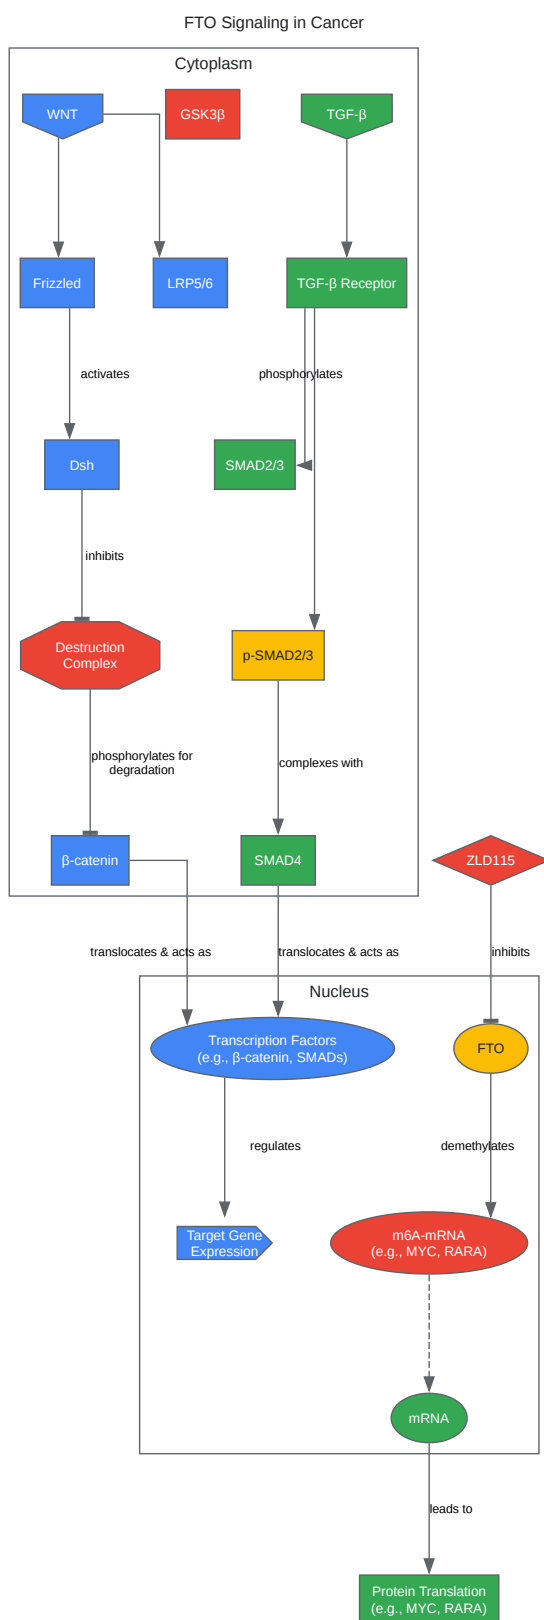 FTO Signaling in Cancer
Cytoplasm
WNT
GSK3β
TGF-β
Frizzled
LRP5/6
TGF-β Receptor
activates
phosphorylates
Dsh
SMAD2/3
inhibits
Destruction
Complex
p-SMAD2/3
phosphorylates for
degradation
complexes with
β-catenin
SMAD4
ZLD115
translocates & acts as
translocates & acts as
inhibits
Nucleus
Transcription Factors
(e.g., β-catenin, SMADs)
FTO
regulates
demethylates
Target Gene
Expression
m6A-mRNA
(e.g., MYC, RARA)
mRNA
leads to
Protein Translation
(e.g., MYC, RARA)